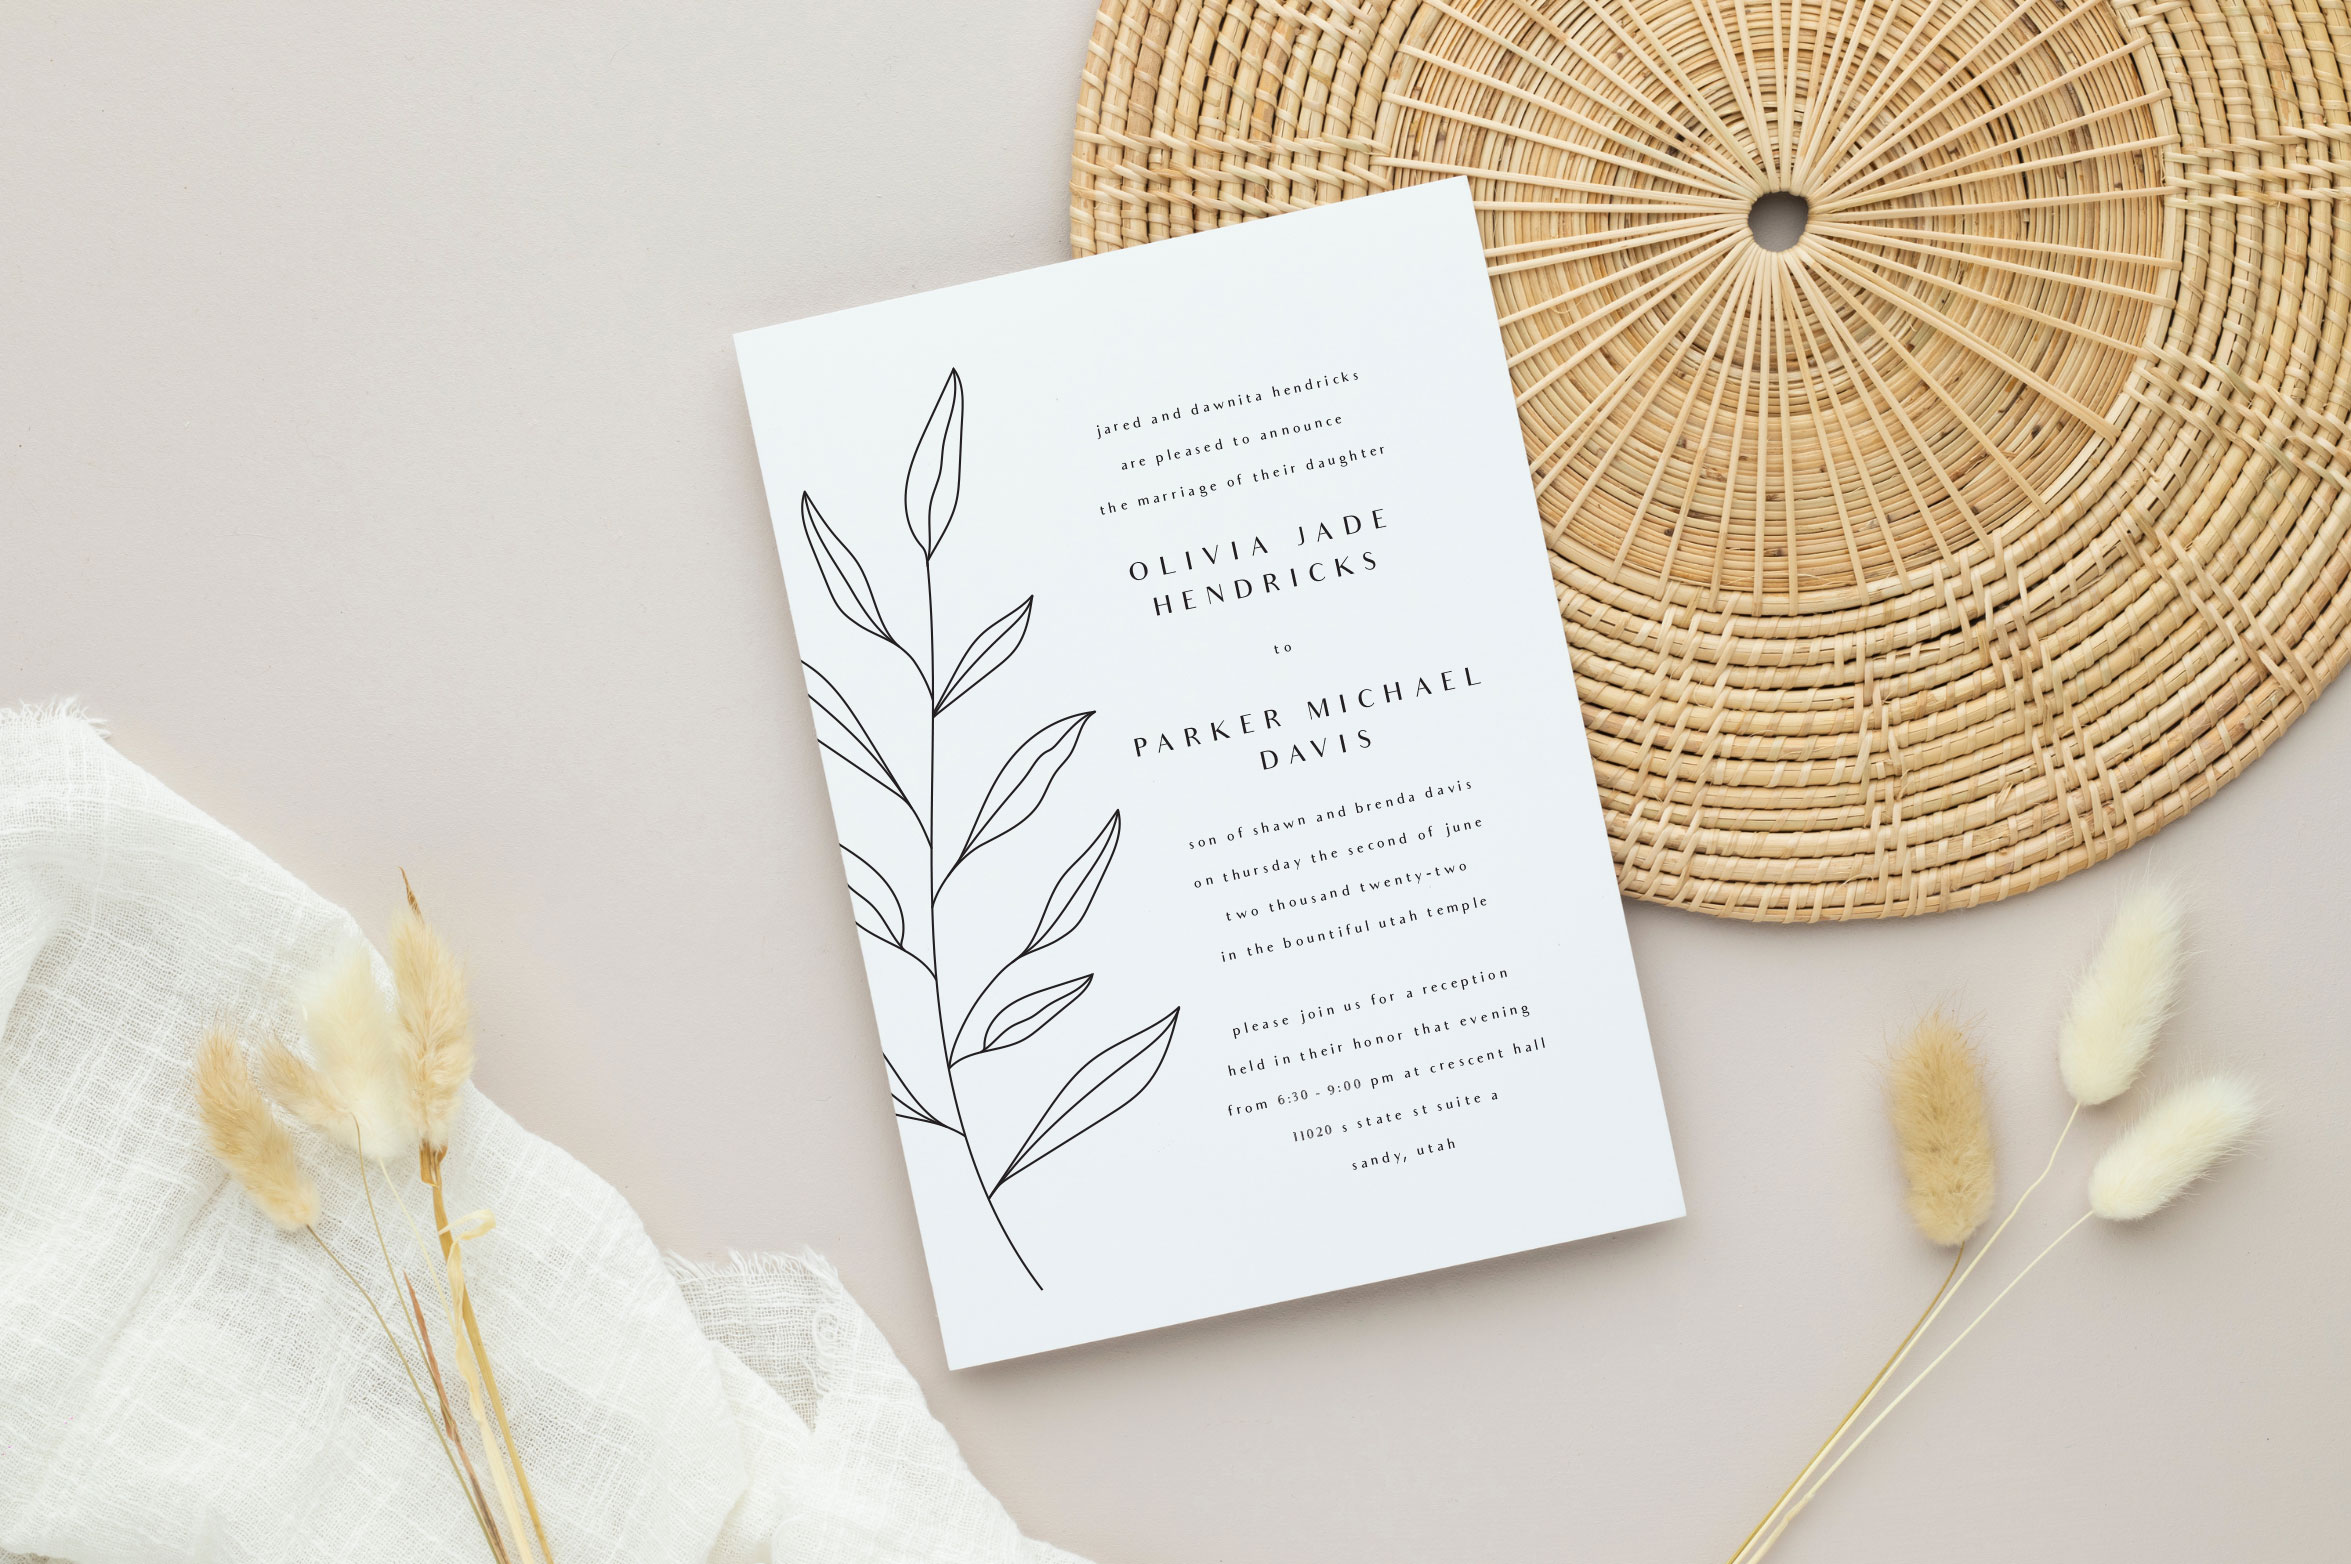 jared and dawnita hendricks
are pleased to announce
the marriage of their daughter
OLIVIA JADE
HENDRICKS
to
PARKER MICHAEL
DAVIS
son of shawn and brenda davis
on thursday the second of june
two thousand twenty-two
in the bountiful utah temple
please join us for a reception
held in their honor that evening
from 6:30 - 9:00 pm at crescent hall
11020 s state st suite a
sandy, utah